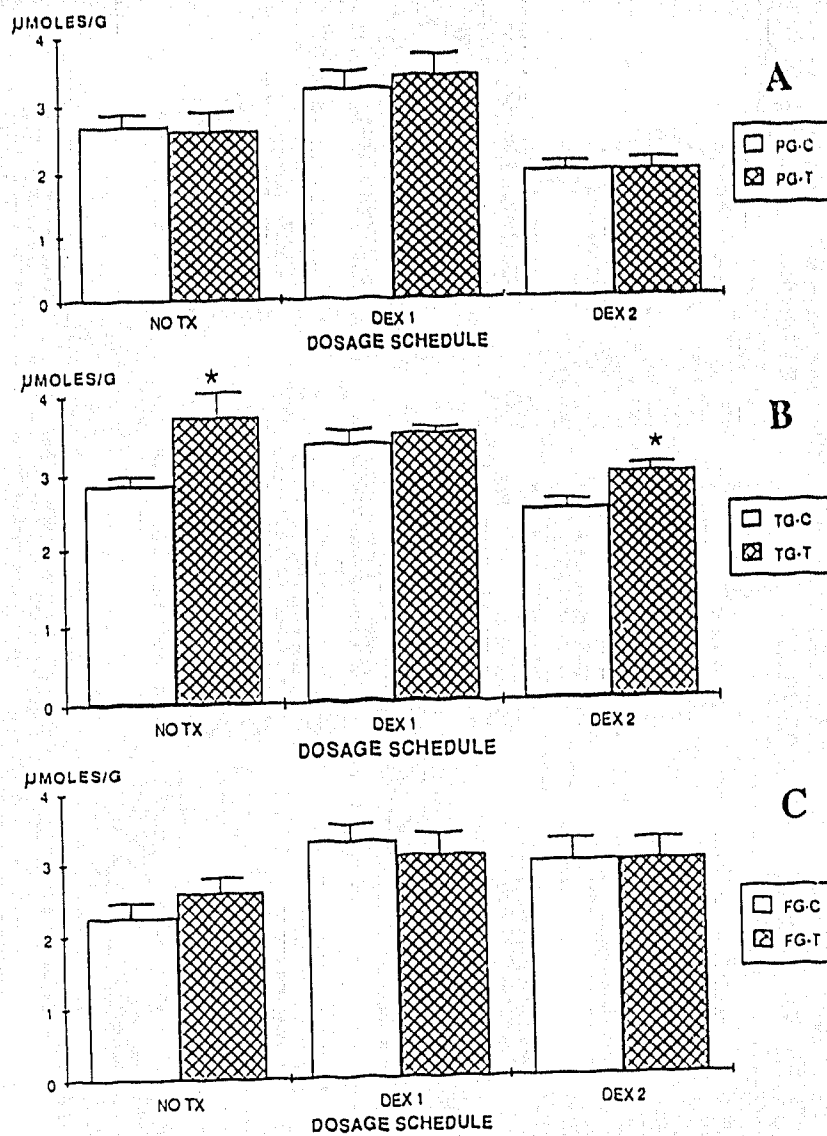 µMOLES/G
4
3
2
1
0
NO TX
DEX 1
DEX 2
DOSAGE SCHEDULE
A
PG-C
PG-T
µMOLES/G
4
3
2
1
0
*
*
NO TX
DEX 1
DEX 2
DOSAGE SCHEDULE
B
TG-C
TG-T
µMOLES/G
4
3
2
1
0
NO TX
DEX 1
DEX 2
DOSAGE SCHEDULE
C
FG-C
FG-T